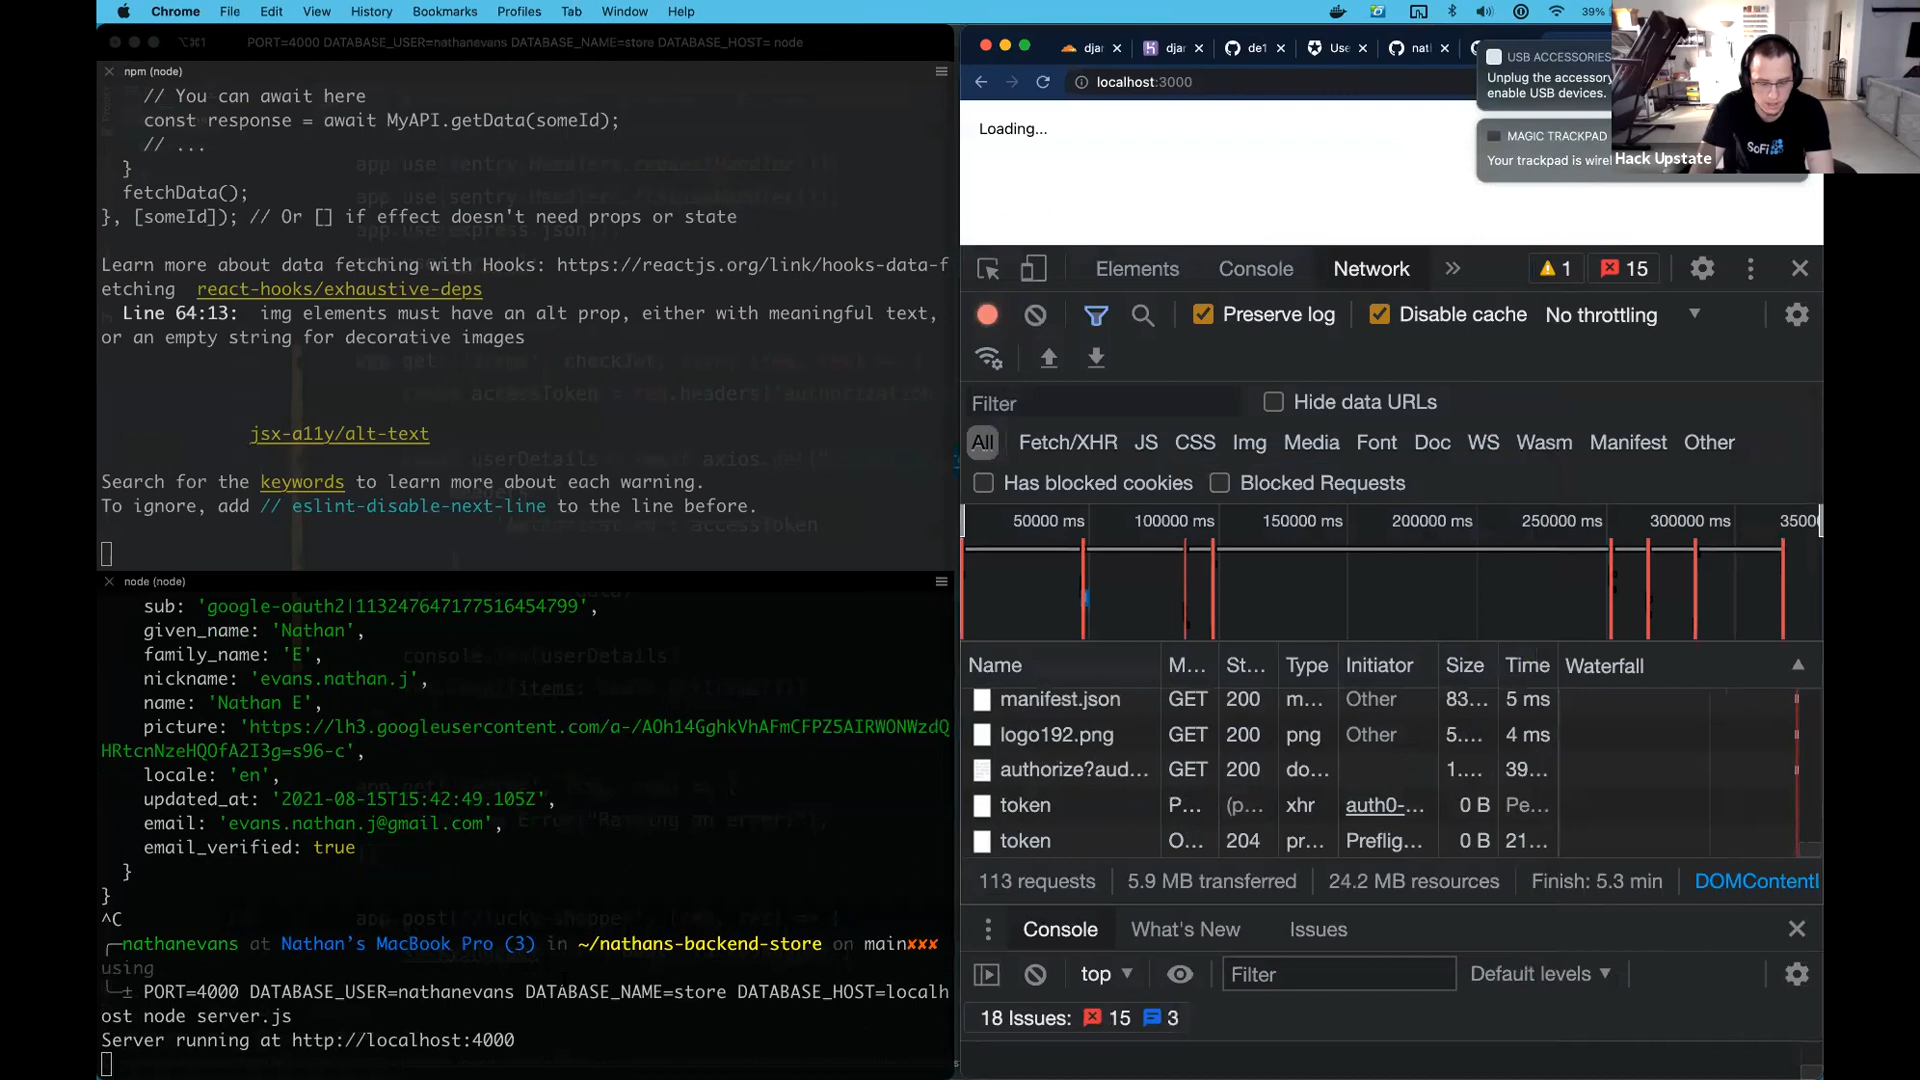 Chrome File Edit View History Bookmarks Profiles Tab Window Help
39%
⌥⌘1 PORT=4000 DATABASE_USER=nathanevans DATABASE_NAME=store DATABASE_HOST= node
npm (node)
// You can await here
const response = await MyAPI.getData(someId);
// ...
}
fetchData();
}, [someId]); // Or [] if effect doesn't need props or state
Learn more about data fetching with Hooks: https://reactjs.org/link/hooks-data-f
etching react-hooks/exhaustive-deps
Line 64:13: img elements must have an alt prop, either with meaningful text,
or an empty string for decorative images
jsx-a11y/alt-text
Search for the keywords to learn more about each warning.
To ignore, add // eslint-disable-next-line to the line before.
node (node)
sub: 'google-oauth2|113247647177516454799',
given_name: 'Nathan',
family_name: 'E',
nickname: 'evans.nathan.j',
name: 'Nathan E',
picture: 'https://lh3.googleusercontent.com/a-/AOh14GghkVhAFmCFPZ5AIRWONWzdQ
HRtcnNzeHQOfA2I3g=s96-c',
locale: 'en',
updated_at: '2021-08-15T15:42:49.105Z',
email: 'evans.nathan.j@gmail.com',
email_verified: true
}
}
^C
nathanevans at Nathan's MacBook Pro (3) in ~/nathans-backend-store on main✘✘✘
using
± PORT=4000 DATABASE_USER=nathanevans DATABASE_NAME=store DATABASE_HOST=localh
ost node server.js
Server running at http://localhost:4000
djar djar de1 Use natl
localhost:3000
Loading...
USB ACCESSORIES
Unplug the accessory
enable USB devices.
MAGIC TRACKPAD
Your trackpad is wirel
Hack Upstate
SoFi
Elements Console Network 1 15
Preserve log Disable cache No throttling
Filter Hide data URLs
All Fetch/XHR JS CSS Img Media Font Doc WS Wasm Manifest Other
Has blocked cookies Blocked Requests
50000 ms 100000 ms 150000 ms 200000 ms 250000 ms 300000 ms 35000
Name M... St... Type Initiator Size Time Waterfall
manifest.json GET 200 m... Other 83... 5 ms
logo192.png GET 200 png Other 5.... 4 ms
authorize?aud... GET 200 do... 1.... 39...
token P... (p... xhr auth0-... 0 B Pe...
token O... 204 pr... Preflig... 0 B 21...
113 requests 5.9 MB transferred 24.2 MB resources Finish: 5.3 min DOMContentl
Console What's New Issues
top Filter Default levels
18 Issues: 15 3